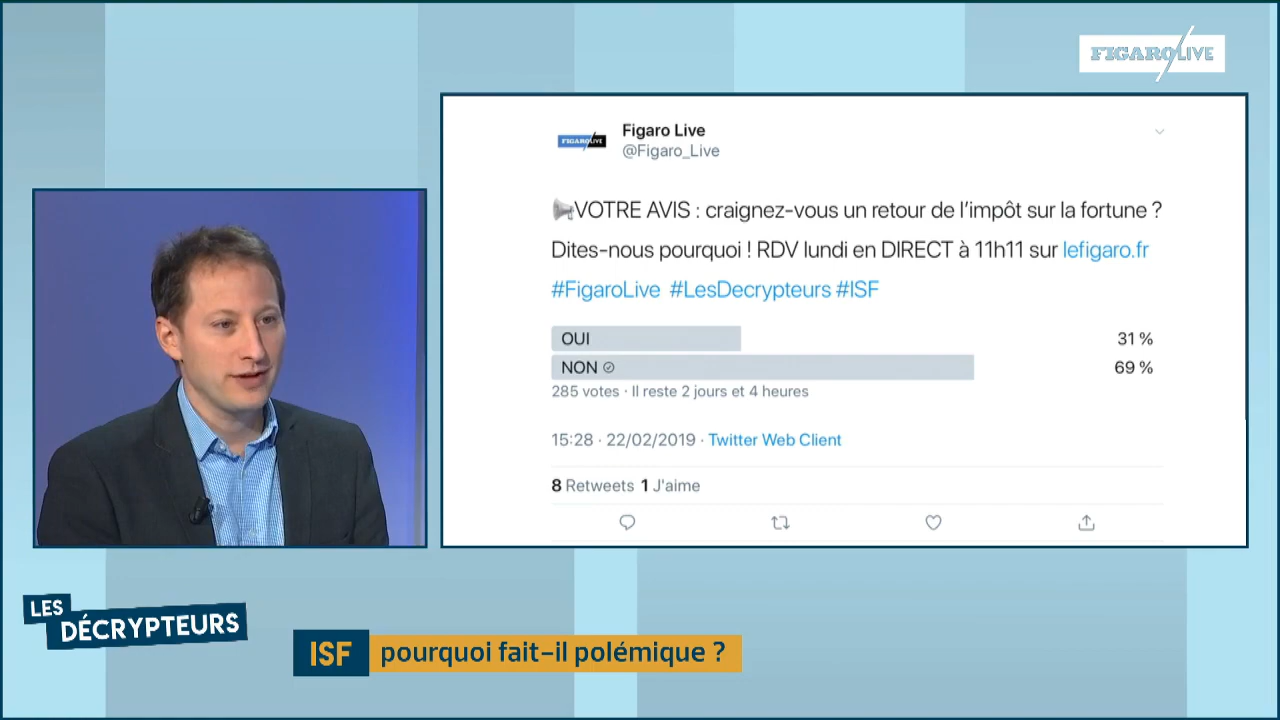 FIGAROLIVE
FIGAROLIVE
Figaro Live
@Figaro_Live
VOTRE AVIS : craignez-vous un retour de l'impôt sur la fortune ?
Dites-nous pourquoi ! RDV lundi en DIRECT à 11h11 sur lefigaro.fr
#FigaroLive #LesDecrypteurs #ISF
OUI 31 %
NON 69 %
285 votes · Il reste 2 jours et 4 heures
15:28 · 22/02/2019 · Twitter Web Client
8 Retweets 1 J'aime
LES
DÉCRYPTEURS
ISF pourquoi fait-il polémique ?